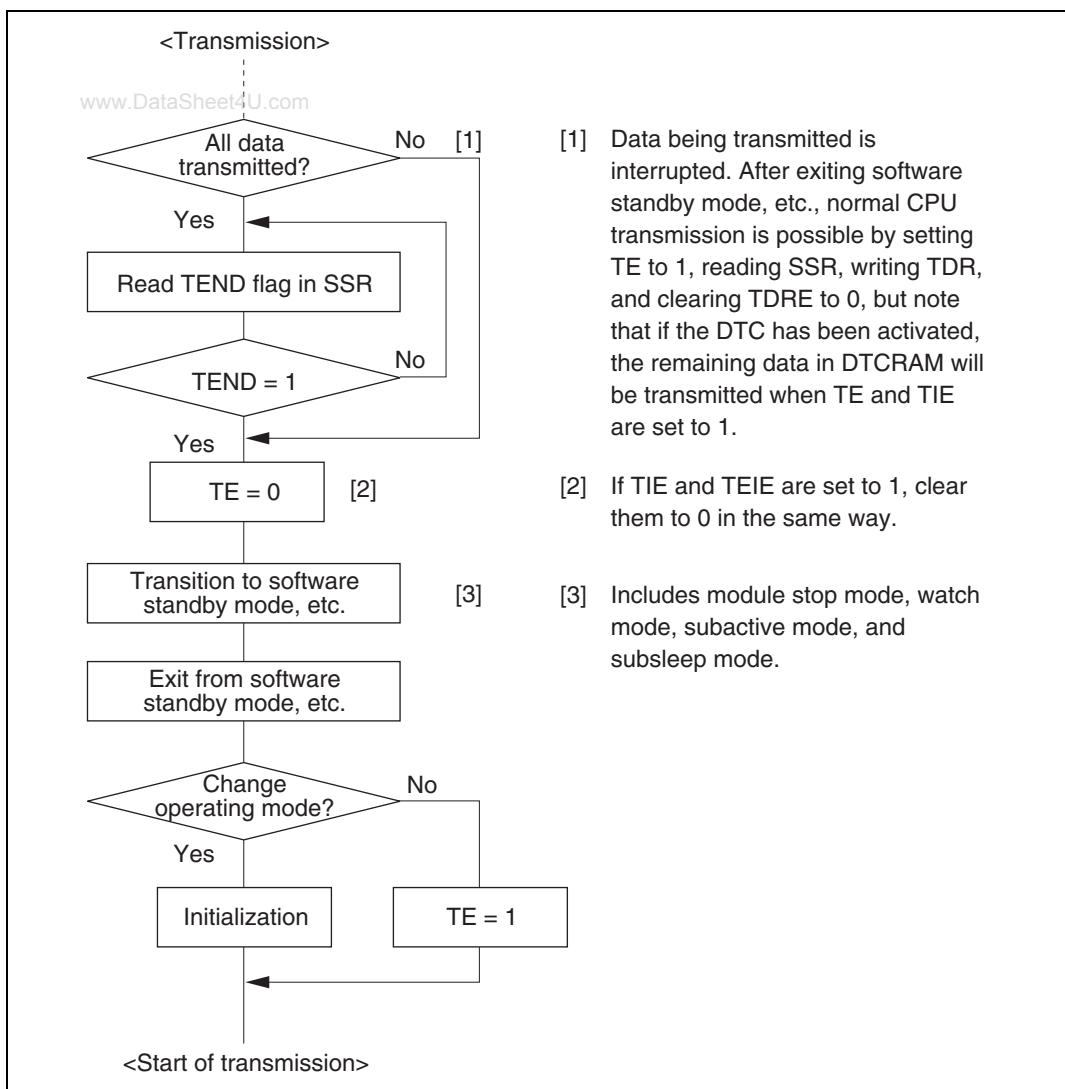 <Transmission>
www.DataSheet4U.com
All data
transmitted?
No
[1]
Yes
Read TEND flag in SSR
TEND = 1
No
Yes
TE = 0
[2]
Transition to software
standby mode, etc.
[3]
Exit from software
standby mode, etc.
Change
operating mode?
No
Yes
Initialization
TE = 1
<Start of transmission>
[1] Data being transmitted is
interrupted. After exiting software
standby mode, etc., normal CPU
transmission is possible by setting
TE to 1, reading SSR, writing TDR,
and clearing TDRE to 0, but note
that if the DTC has been activated,
the remaining data in DTCRAM will
be transmitted when TE and TIE
are set to 1.
[2] If TIE and TEIE are set to 1, clear
them to 0 in the same way.
[3] Includes module stop mode, watch
mode, subactive mode, and
subsleep mode.